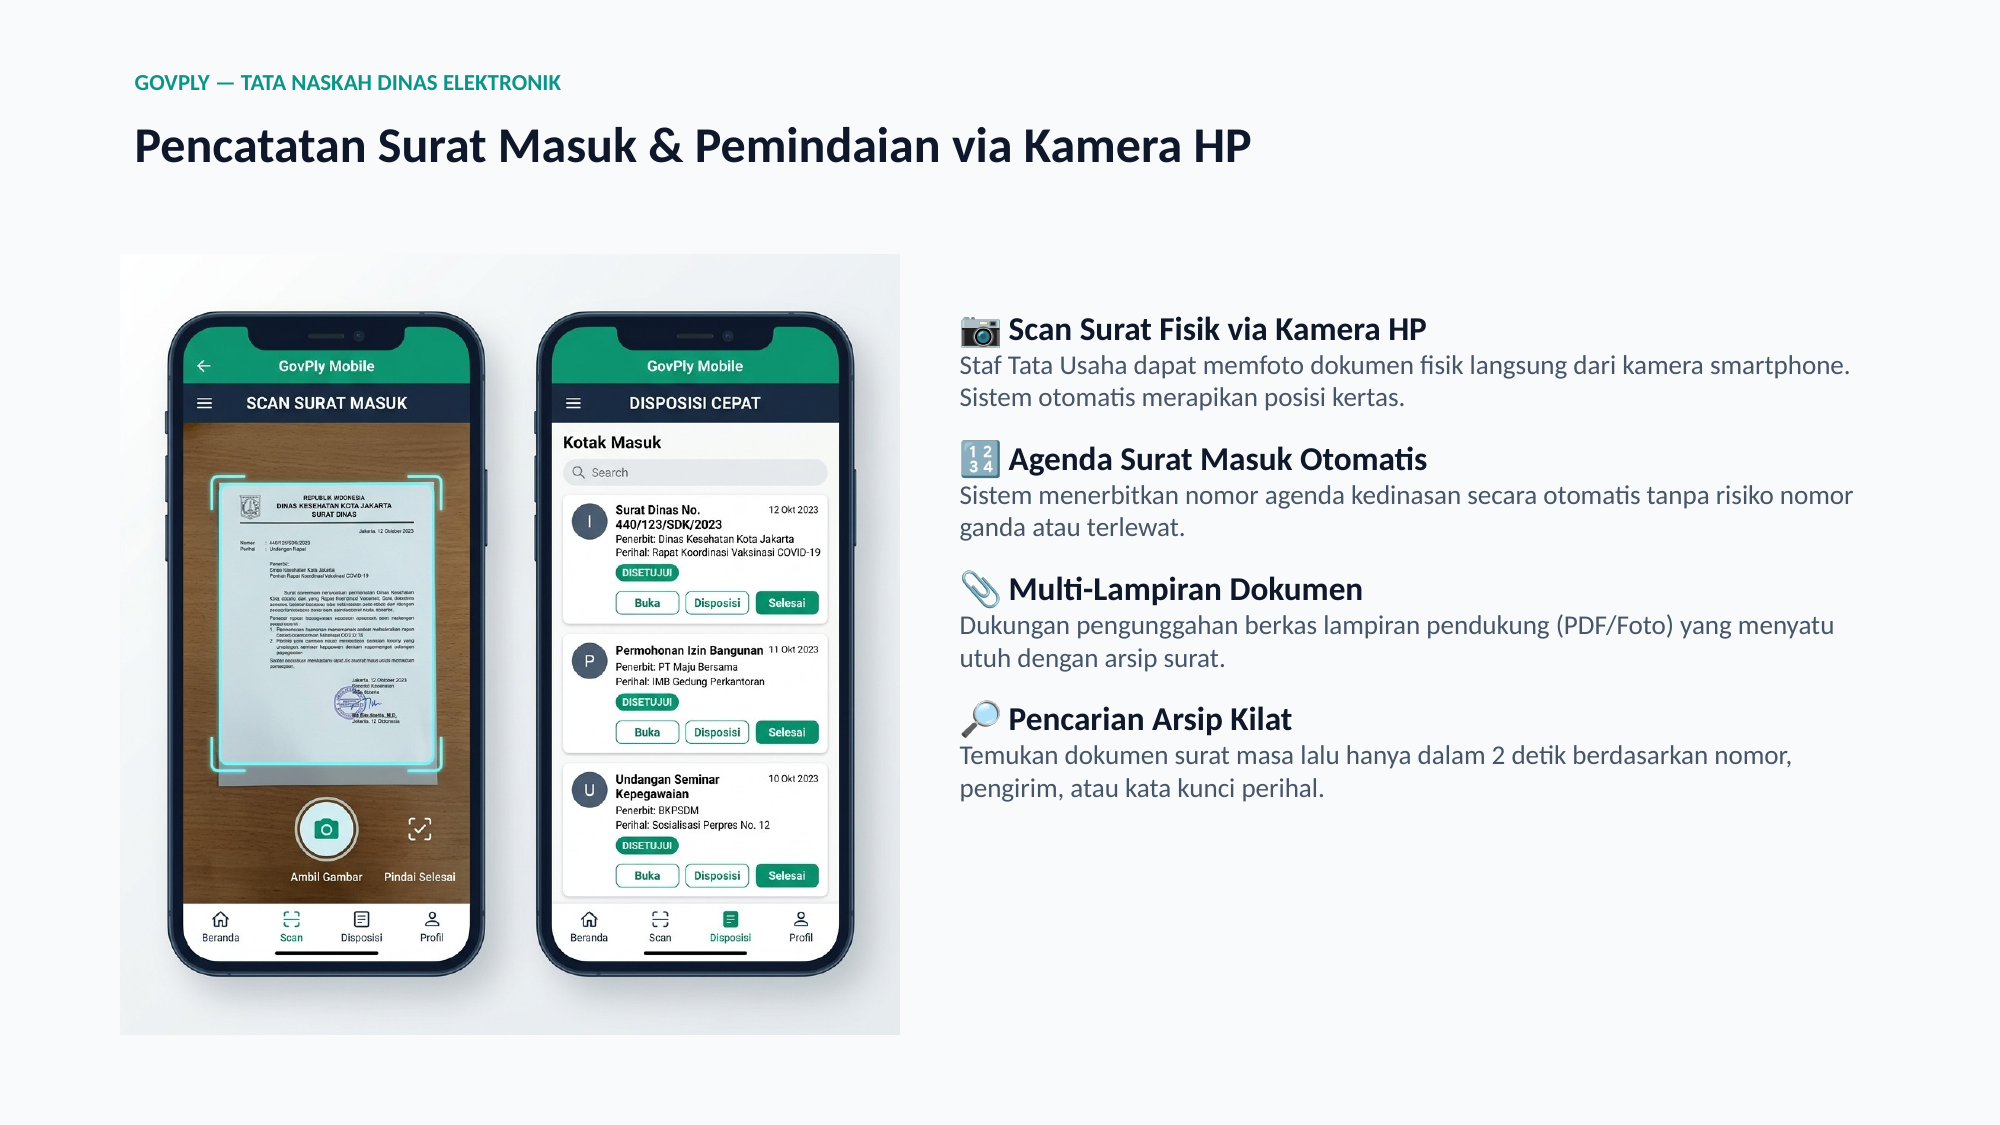 GOVPLY — TATA NASKAH DINAS ELEKTRONIK
Pencatatan Surat Masuk & Pemindaian via Kamera HP
GovPly Mobile
SCAN SURAT MASUK
REPUBLIK INDONESIA
DINAS KESEHATAN KOTA JAKARTA
SURAT DINAS
Jakarta, 12 Oktober 2023
Perihal : Undangan Rapat
Ambil Gambar
Pindai Selesai
Beranda
Scan
Disposisi
Profil
GovPly Mobile
DISPOSISI CEPAT
Kotak Masuk
Search
I
Surat Dinas No. 12 Okt 2023
440/123/SDK/2023
Penerbit: Dinas Kesehatan Kota Jakarta
Perihal: Rapat Koordinasi Vaksinasi COVID-19
DISETUJUI
Buka Disposisi Selesai
P
Permohonan Izin Bangunan 11 Okt 2023
Penerbit: PT Maju Bersama
Perihal: IMB Gedung Perkantoran
DISETUJUI
Buka Disposisi Selesai
U
Undangan Seminar 10 Okt 2023
Kepegawaian
Penerbit: BKPSDM
Perihal: Sosialisasi Perpres No. 12
DISETUJUI
Buka Disposisi Selesai
Beranda
Scan
Disposisi
Profil
Scan Surat Fisik via Kamera HP
Staf Tata Usaha dapat memfoto dokumen fisik langsung dari kamera smartphone.
Sistem otomatis merapikan posisi kertas.
🔢 Agenda Surat Masuk Otomatis
Sistem menerbitkan nomor agenda kedinasan secara otomatis tanpa risiko nomor
ganda atau terlewat.
Multi-Lampiran Dokumen
Dukungan pengunggahan berkas lampiran pendukung (PDF/Foto) yang menyatu
utuh dengan arsip surat.
Pencarian Arsip Kilat
Temukan dokumen surat masa lalu hanya dalam 2 detik berdasarkan nomor,
pengirim, atau kata kunci perihal.